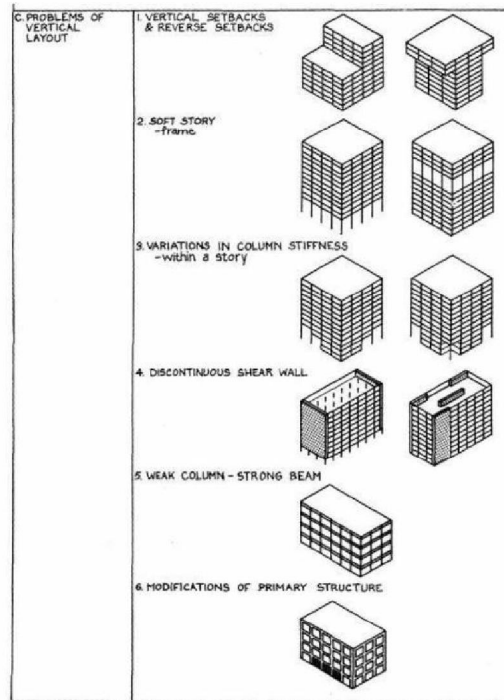 C. PROBLEMS OF
VERTICAL
LAYOUT
1. VERTICAL SETBACKS
& REVERSE SETBACKS
2. SOFT STORY
-frame
3. VARIATIONS IN COLUMN STIFFNESS
-within a story
4. DISCONTINUOUS SHEAR WALL
5. WEAK COLUMN - STRONG BEAM
6. MODIFICATIONS OF PRIMARY STRUCTURE